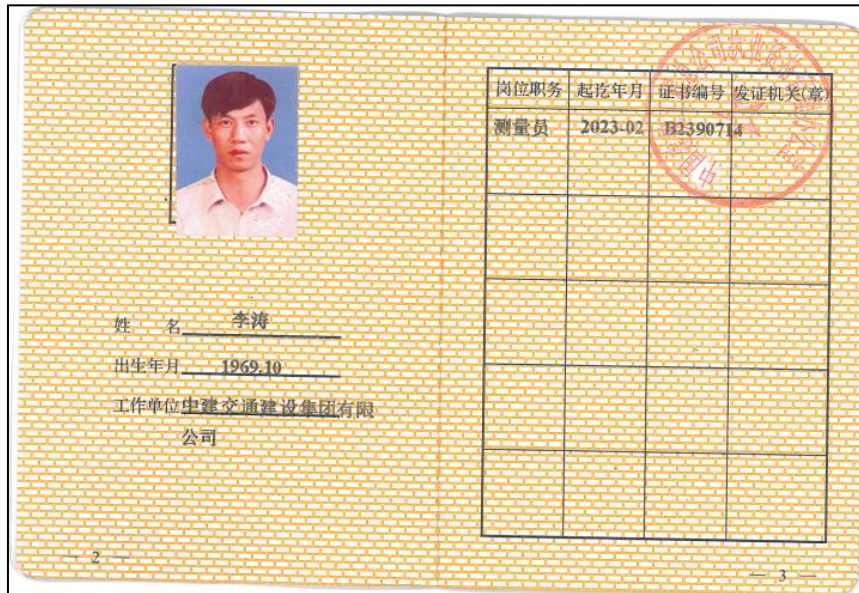 姓 名 李涛
出生年月 1969.10
工作单位 中建交通建设集团有限
公司
— 2 —
岗位职务 起迄年月 证书编号 发证机关(章)
测量员 2023-02 B2390714
— 3 —